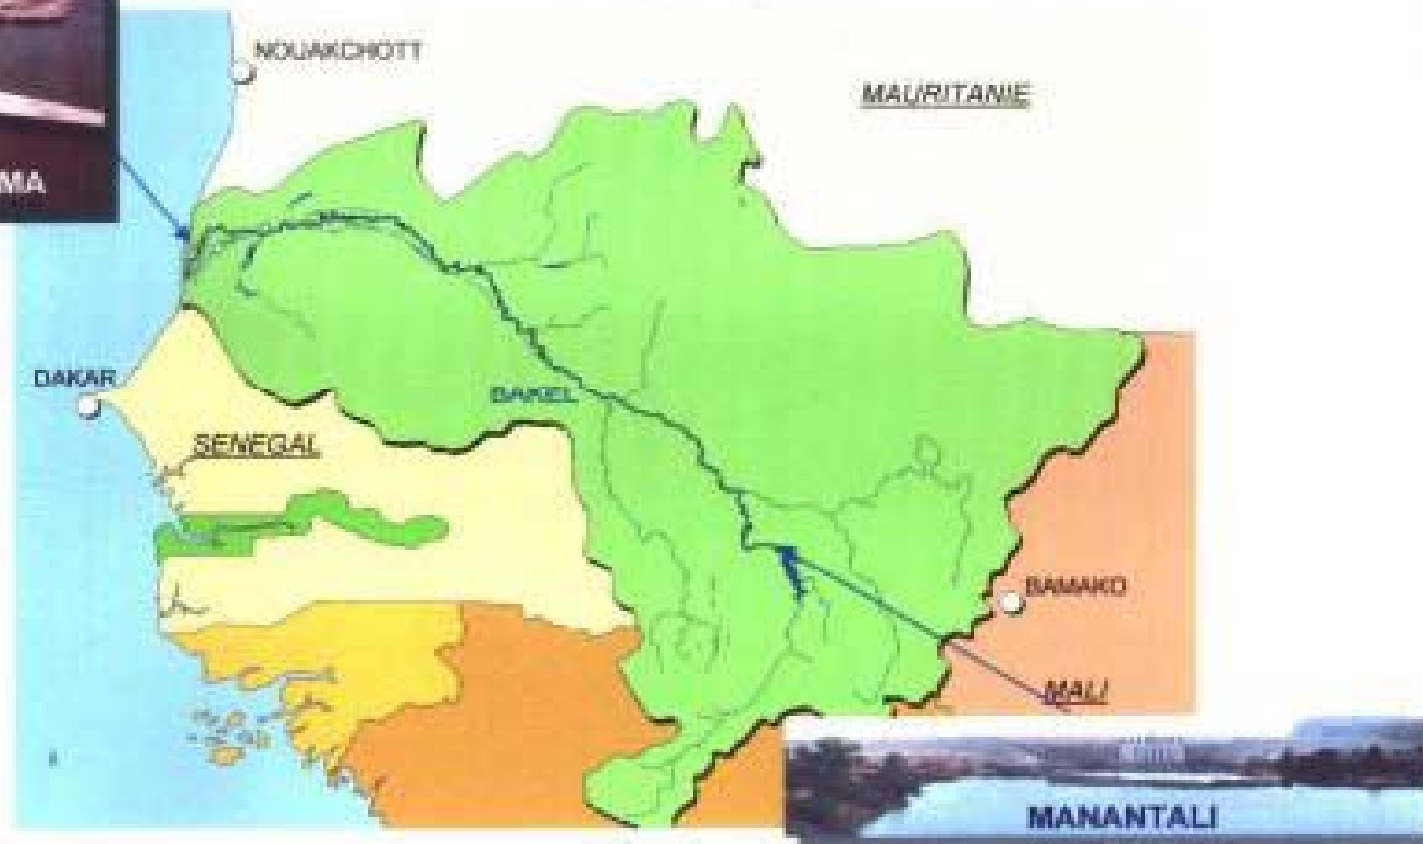 NOUAKCHOTT
MAURITANIE
MA
DAKAR
BAKEL
SENEGAL
BAMAKO
MALI
MANANTALI